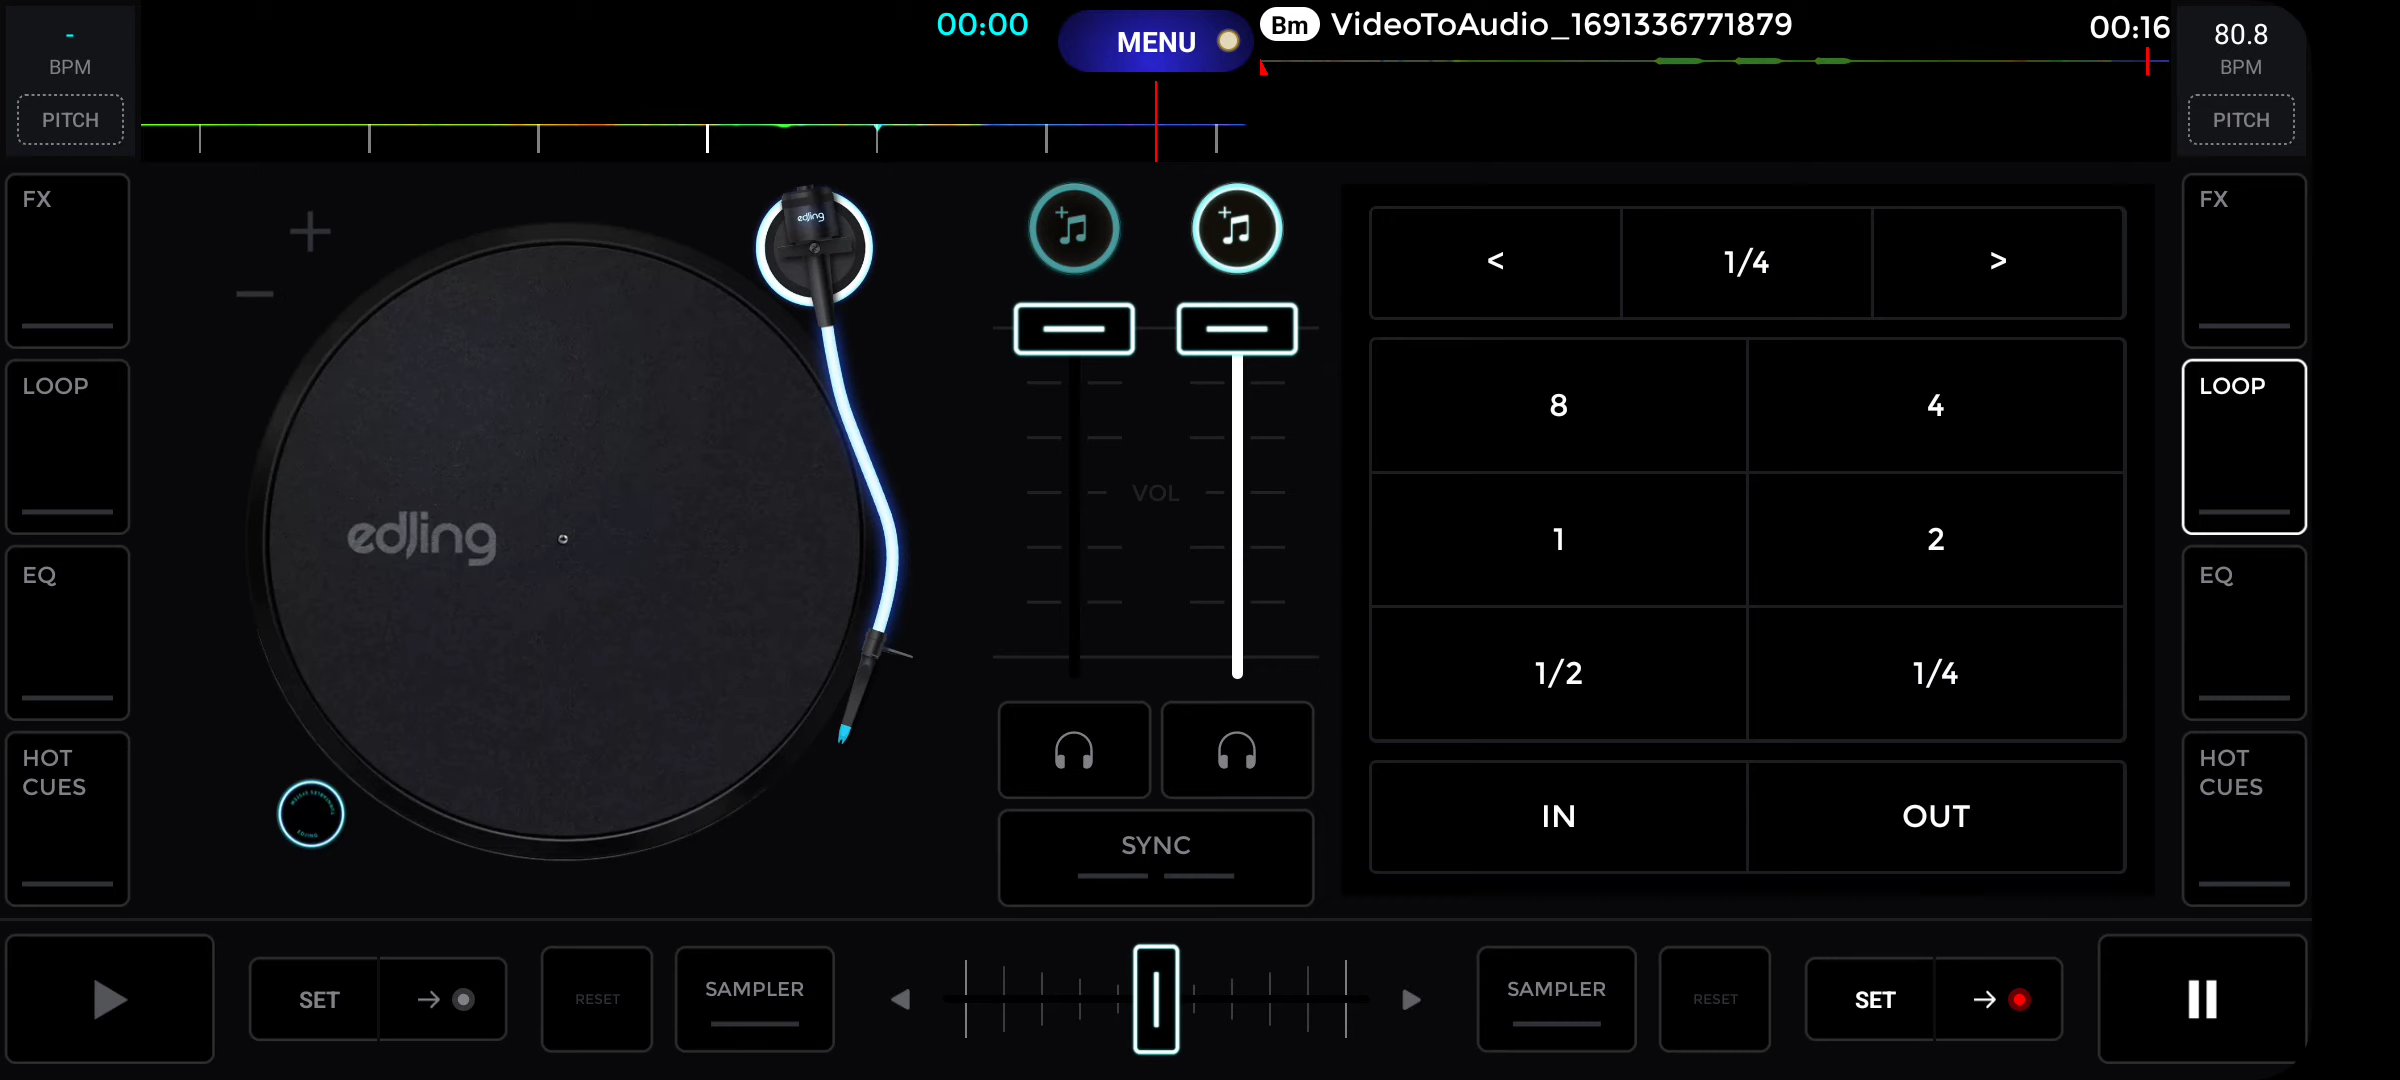 -
BPM
PITCH
00:00
MENU
Bm VideoToAudio_1691336771879
00:16
80.8
BPM
PITCH
FX
LOOP
EQ
HOT
CUES
edjing
edjing
VOL
SYNC
< 1/4 >
8 4
1 2
1/2 1/4
IN OUT
FX
LOOP
EQ
HOT
CUES
SET
RESET
SAMPLER
SAMPLER
RESET
SET